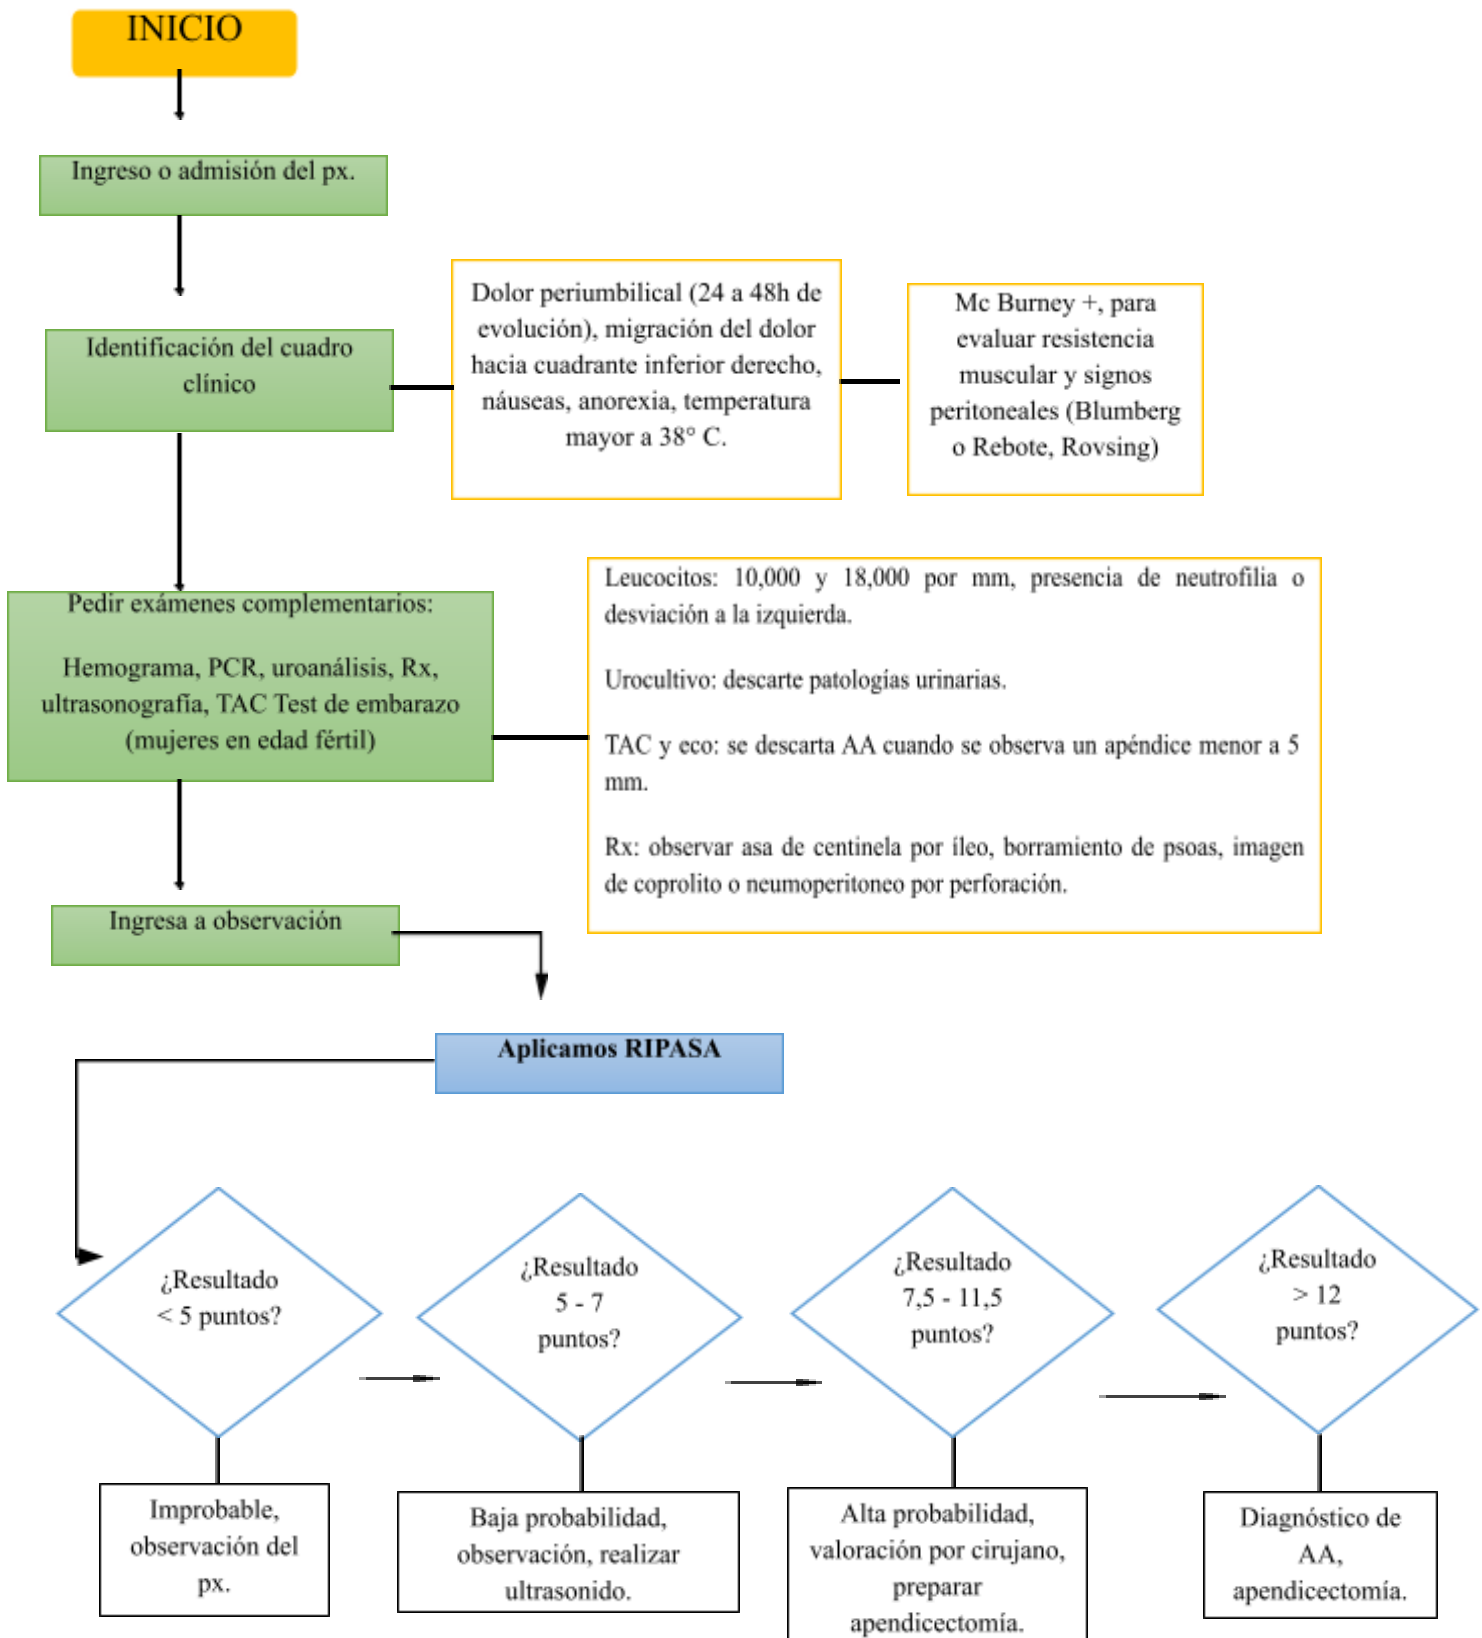 INICIO
Ingreso o admisión del px.
Identificación del cuadro
clínico
Dolor periumbilical (24 a 48h de
evolución), migración del dolor
hacia cuadrante inferior derecho,
náuseas, anorexia, temperatura
mayor a 38° C.
Mc Burney +, para
evaluar resistencia
muscular y signos
peritoneales (Blumberg
o Rebote, Rovsing)
Pedir exámenes complementarios:
Hemograma, PCR, uroanálisis, Rx,
ultrasonografía, TAC Test de embarazo
(mujeres en edad fértil)
Leucocitos: 10,000 y 18,000 por mm, presencia de neutrofilia o
desviación a la izquierda.
Urocultivo: descarte patologías urinarias.
TAC y eco: se descarta AA cuando se observa un apéndice menor a 5
mm.
Rx: observar asa de centinela por íleo, borramiento de psoas, imagen
de coprolito o neumoperitoneo por perforación.
Ingresa a observación
Aplicamos RIPASA
¿Resultado
< 5 puntos?
¿Resultado
5 - 7
puntos?
¿Resultado
7,5 - 11,5
puntos?
¿Resultado
> 12
puntos?
Improbable,
observación del
px.
Baja probabilidad,
observación, realizar
ultrasonido.
Alta probabilidad,
valoración por cirujano,
preparar
apendicectomía.
Diagnóstico de
AA,
apendicectomía.